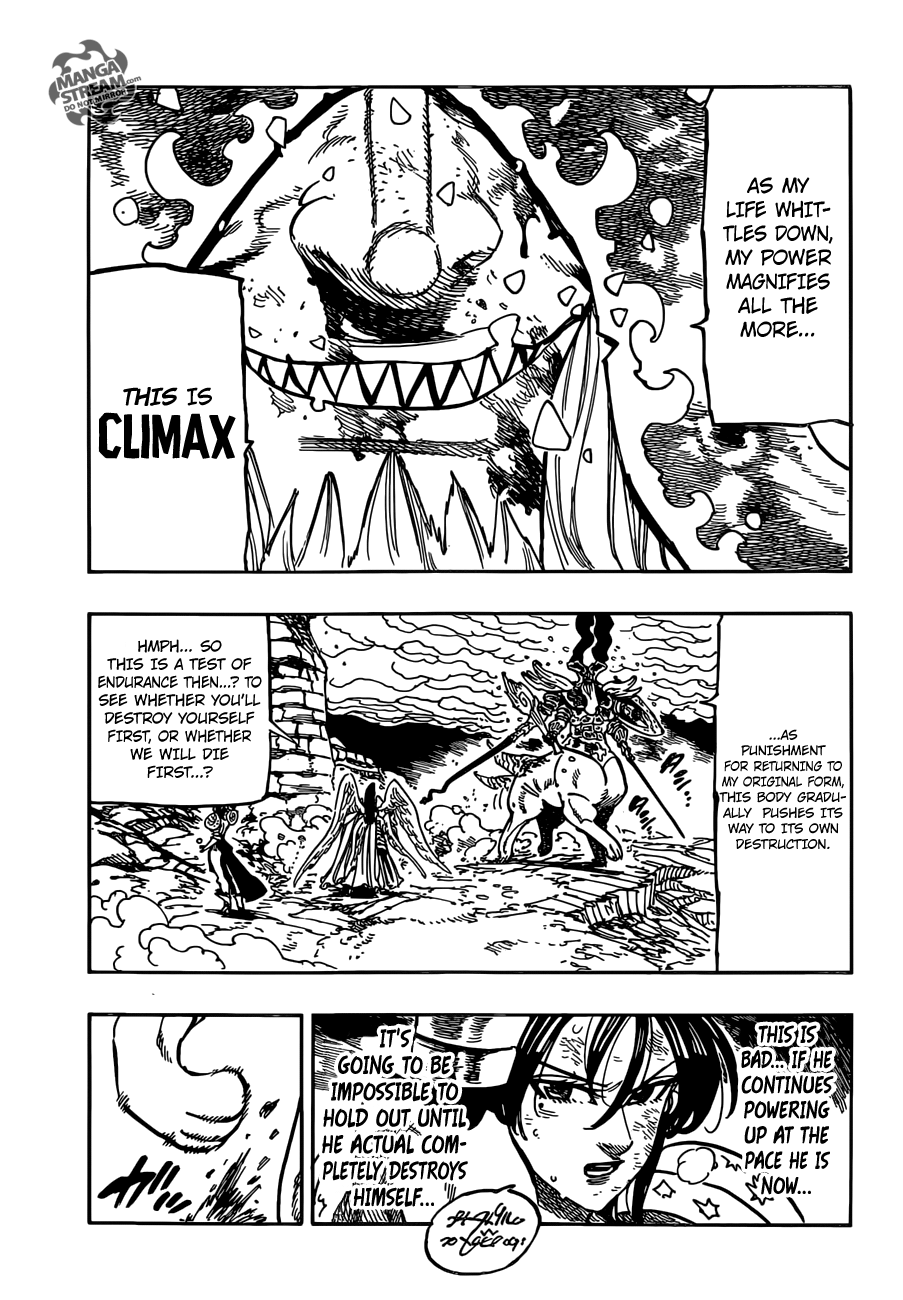 MANGA
STREAM.com
DO NOT MIRROR
AS MY
LIFE WHIT-
TLES DOWN,
MY POWER
MAGNIFIES
ALL THE
MORE...
THIS IS
CLIMAX
...AS
PUNISHMENT
FOR RETURNING TO
MY ORIGINAL FORM,
THIS BODY GRADU-
ALLY PUSHES ITS
WAY TO ITS OWN
DESTRUCTION.
HMPH... SO
THIS IS A TEST OF
ENDURANCE THEN...? TO
SEE WHETHER YOU'LL
DESTROY YOURSELF
FIRST, OR WHETHER
WE WILL DIE
FIRST...?
THIS IS
BAD... IF HE
CONTINUES
POWERING
UP AT THE
PACE HE IS
NOW...
IT'S
GOING TO BE
IMPOSSIBLE TO
HOLD OUT UNTIL
HE ACTUAL COM-
PLETELY DESTROYS
HIMSELF...